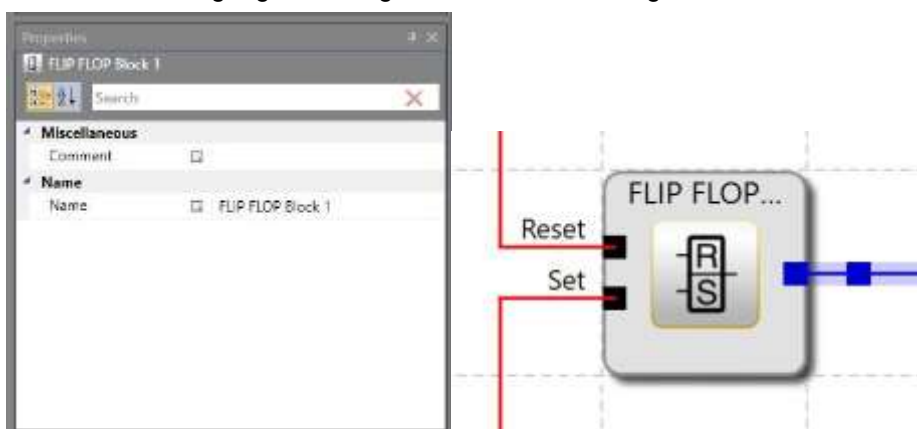 Properties
FLIP FLOP Block 1
Search
Miscellaneous
Comment
Name
Name FLIP FLOP Block 1
FLIP FLOP...
Reset
Set
R
S